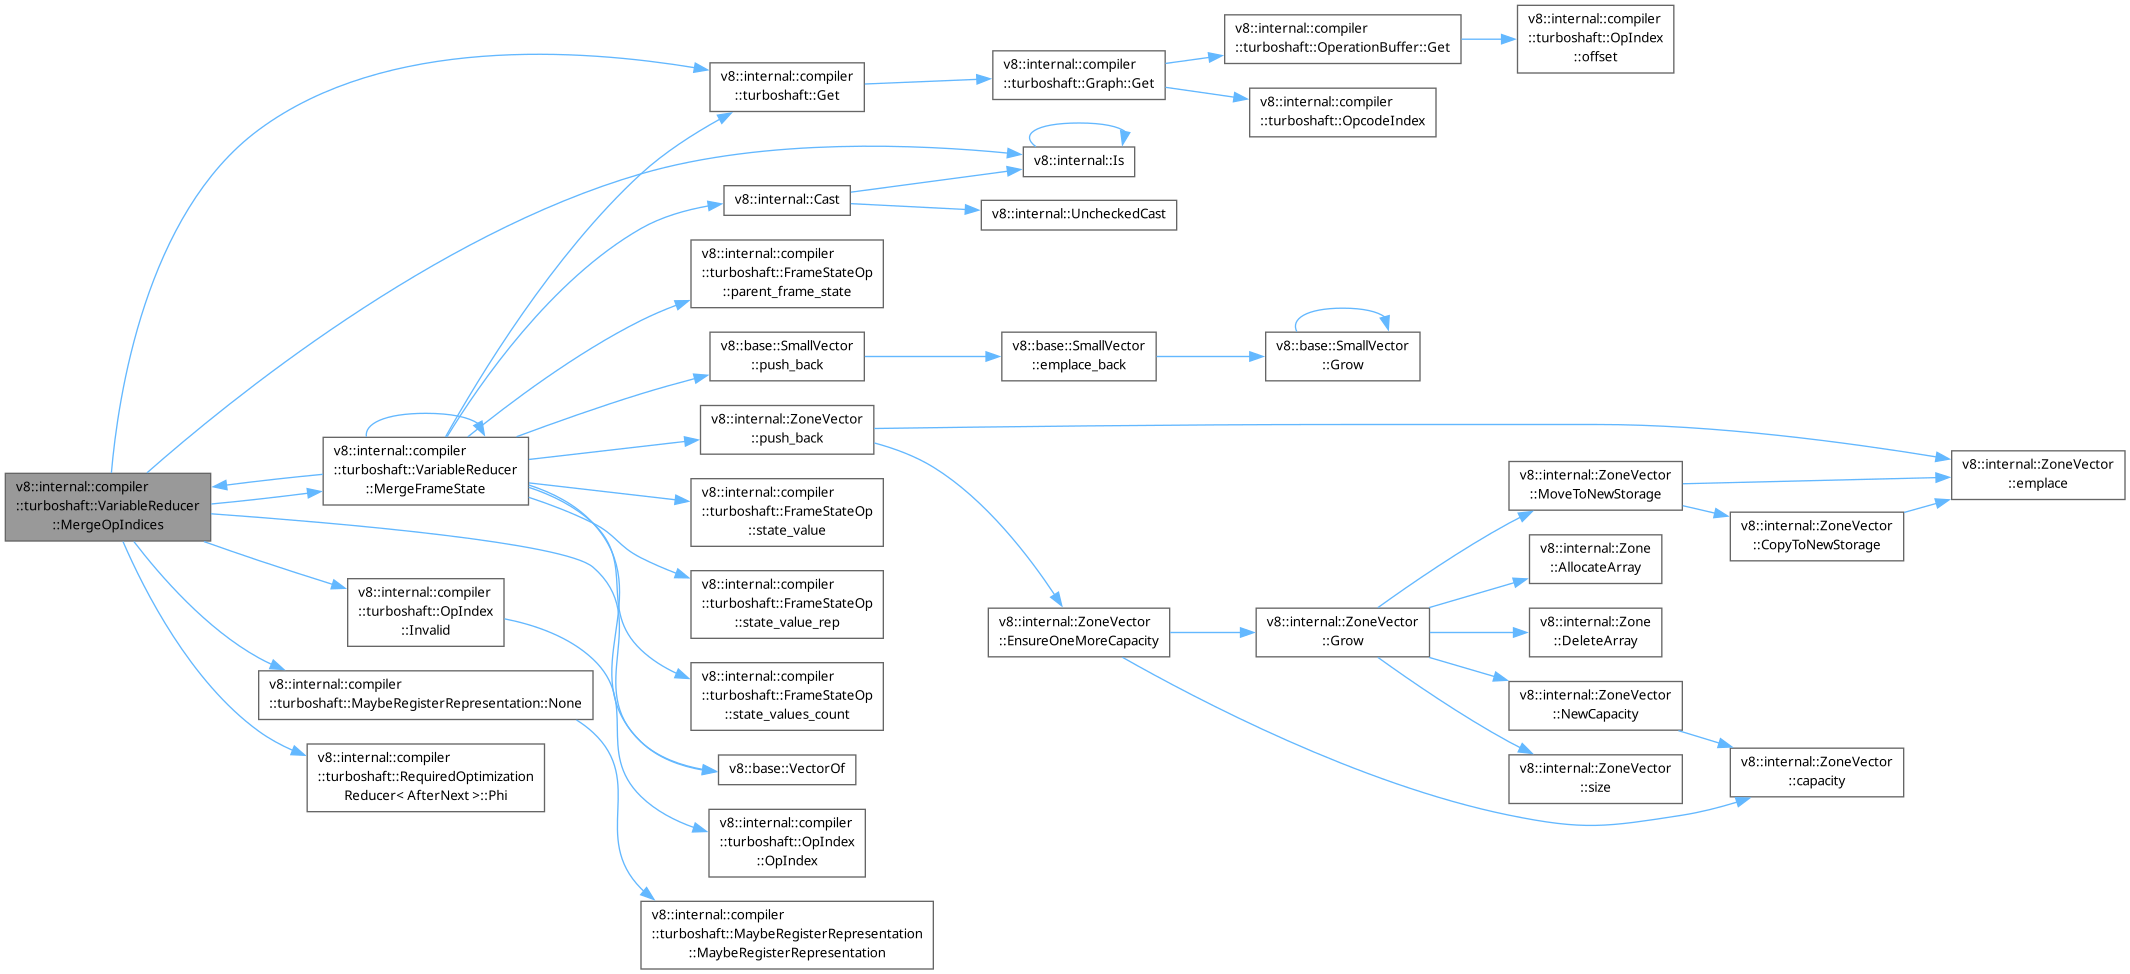 v8::internal::compiler
::turboshaft::VariableReducer
::MergeOpIndices
v8::internal::compiler
::turboshaft::Get
v8::internal::compiler
::turboshaft::Graph::Get
v8::internal::compiler
::turboshaft::OperationBuffer::Get
v8::internal::compiler
::turboshaft::OpIndex
::offset
v8::internal::compiler
::turboshaft::OpcodeIndex
v8::internal::Is
v8::internal::Cast
v8::internal::UncheckedCast
v8::internal::compiler
::turboshaft::FrameStateOp
::parent_frame_state
v8::base::SmallVector
::push_back
v8::base::SmallVector
::emplace_back
v8::base::SmallVector
::Grow
v8::internal::compiler
::turboshaft::VariableReducer
::MergeFrameState
v8::internal::ZoneVector
::push_back
v8::internal::compiler
::turboshaft::FrameStateOp
::state_value
v8::internal::compiler
::turboshaft::FrameStateOp
::state_value_rep
v8::internal::compiler
::turboshaft::FrameStateOp
::state_values_count
v8::base::VectorOf
v8::internal::ZoneVector
::EnsureOneMoreCapacity
v8::internal::ZoneVector
::Grow
v8::internal::ZoneVector
::MoveToNewStorage
v8::internal::ZoneVector
::CopyToNewStorage
v8::internal::ZoneVector
::emplace
v8::internal::Zone
::AllocateArray
v8::internal::Zone
::DeleteArray
v8::internal::ZoneVector
::NewCapacity
v8::internal::ZoneVector
::size
v8::internal::ZoneVector
::capacity
v8::internal::compiler
::turboshaft::OpIndex
::Invalid
v8::internal::compiler
::turboshaft::MaybeRegisterRepresentation::None
v8::internal::compiler
::turboshaft::RequiredOptimization
Reducer< AfterNext >::Phi
v8::internal::compiler
::turboshaft::OpIndex
::OpIndex
v8::internal::compiler
::turboshaft::MaybeRegisterRepresentation
::MaybeRegisterRepresentation